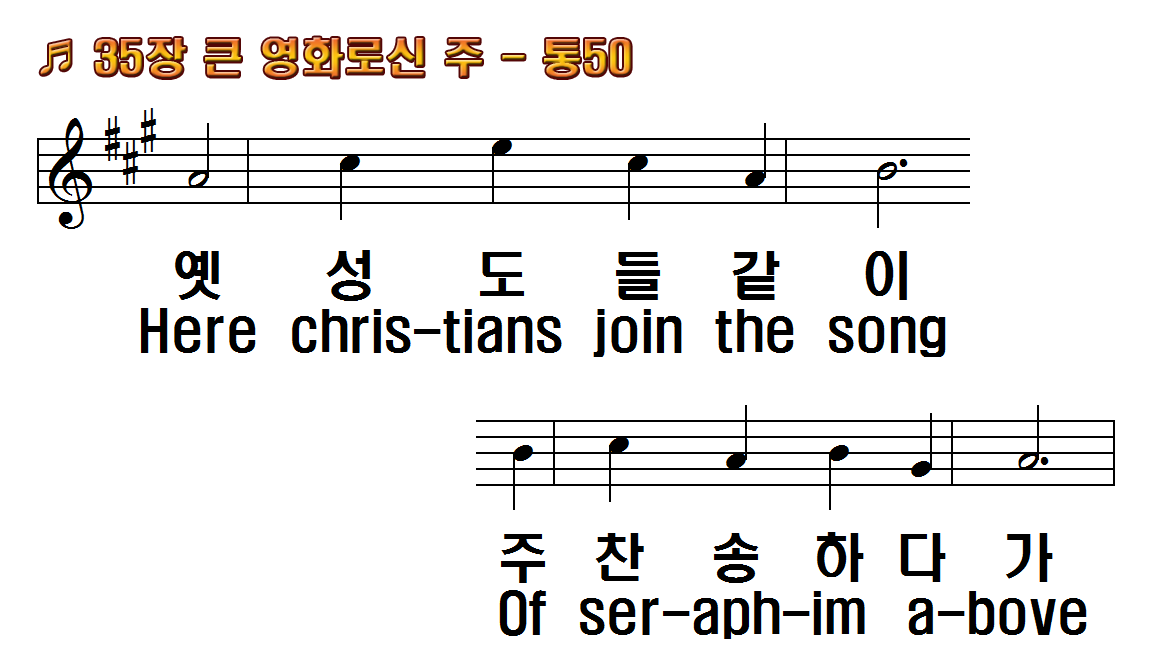 ♬ 35장 큰 영화로신 주 - 통50
옛 성 도 들 같 이
Here chris-tians join the song
주 찬 송 하 다 가
Of ser-aph-im a-bove